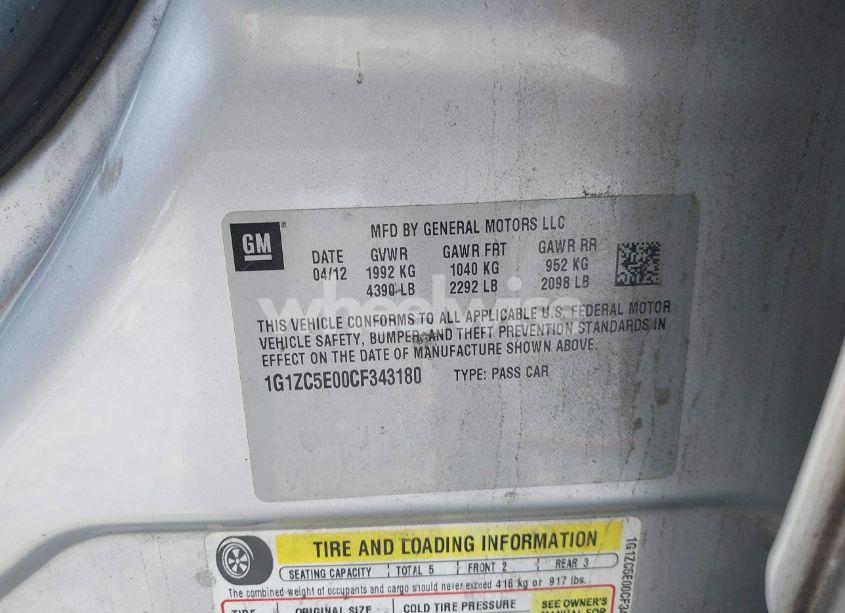 GM
MFD BY GENERAL MOTORS LLC
DATE GVWR GAWR FRT GAWR RR
04/12 1992 KG 1040 KG 952 KG
4390 LB 2292 LB 2098 LB
wheelwise
THIS VEHICLE CONFORMS TO ALL APPLICABLE U.S. FEDERAL MOTOR
VEHICLE SAFETY, BUMPER, AND THEFT PREVENTION STANDARDS IN
EFFECT ON THE DATE OF MANUFACTURE SHOWN ABOVE.
1G1ZC5E00CF343180 TYPE: PASS CAR
TIRE AND LOADING INFORMATION
SEATING CAPACITY TOTAL 5 FRONT 2 REAR 3
The combined weight of occupants and cargo should never exceed 416 kg or 917 lbs.
TIRE ORIGINAL SIZE COLD TIRE PRESSURE SEE OWNER'S
MANUAL FOR